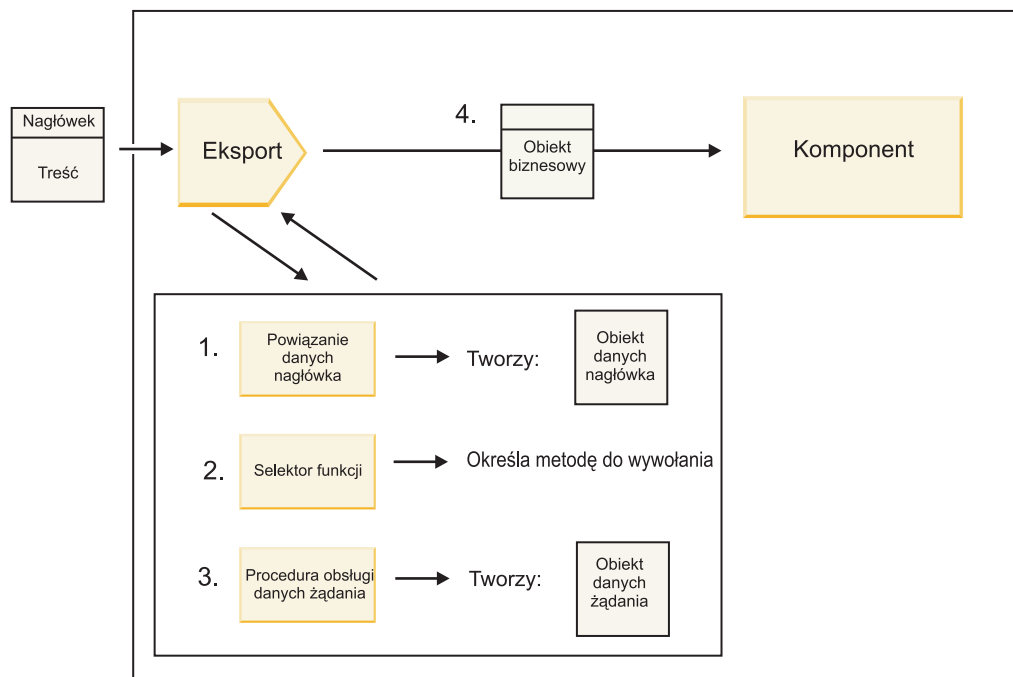 Nagłówek
Treść
Eksport
4.
Obiekt
biznesowy
Komponent
1.
Powiązanie
danych
nagłówka
Tworzy:
Obiekt
danych
nagłówka
2.
Selektor funkcji
Określa metodę do wywołania
3.
Procedura obsługi
danych żądania
Tworzy:
Obiekt
danych
żądania